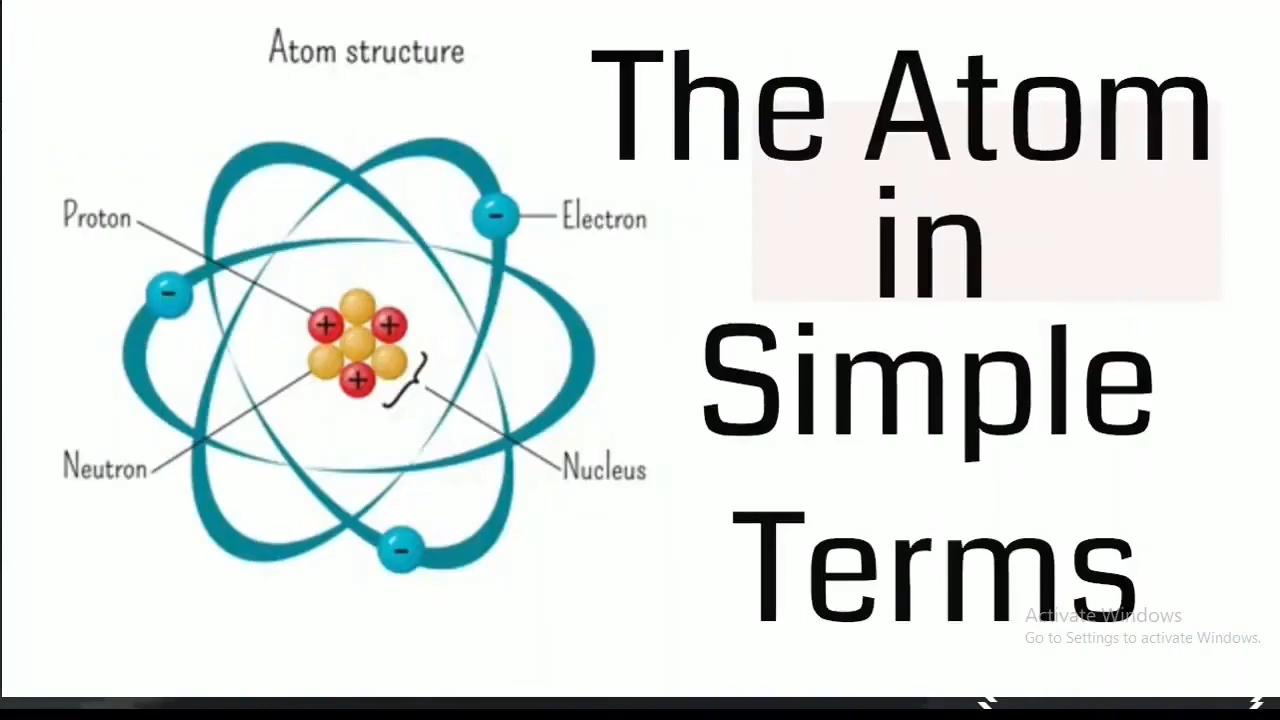 Atom structure
Proton
Electron
-
-
+ +
+
Neutron
Nucleus
-
The Atom
in
Simple
Terms
Activate Windows
Go to Settings to activate Windows.